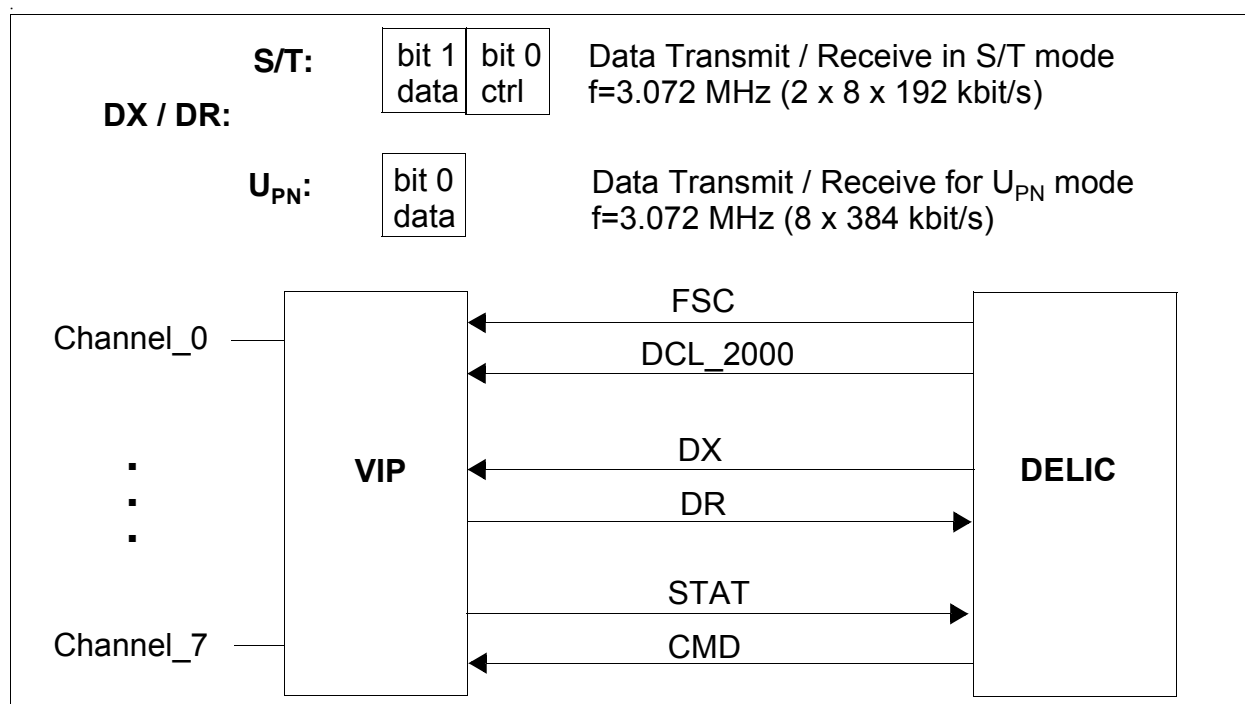 S/T:
bit 1 bit 0
data ctrl
Data Transmit / Receive in S/T mode
f=3.072 MHz (2 x 8 x 192 kbit/s)
DX / DR:
UPN:
bit 0
data
Data Transmit / Receive for UPN mode
f=3.072 MHz (8 x 384 kbit/s)
FSC
Channel_0
DCL_2000
DX
VIP
DELIC
DR
STAT
Channel_7
CMD